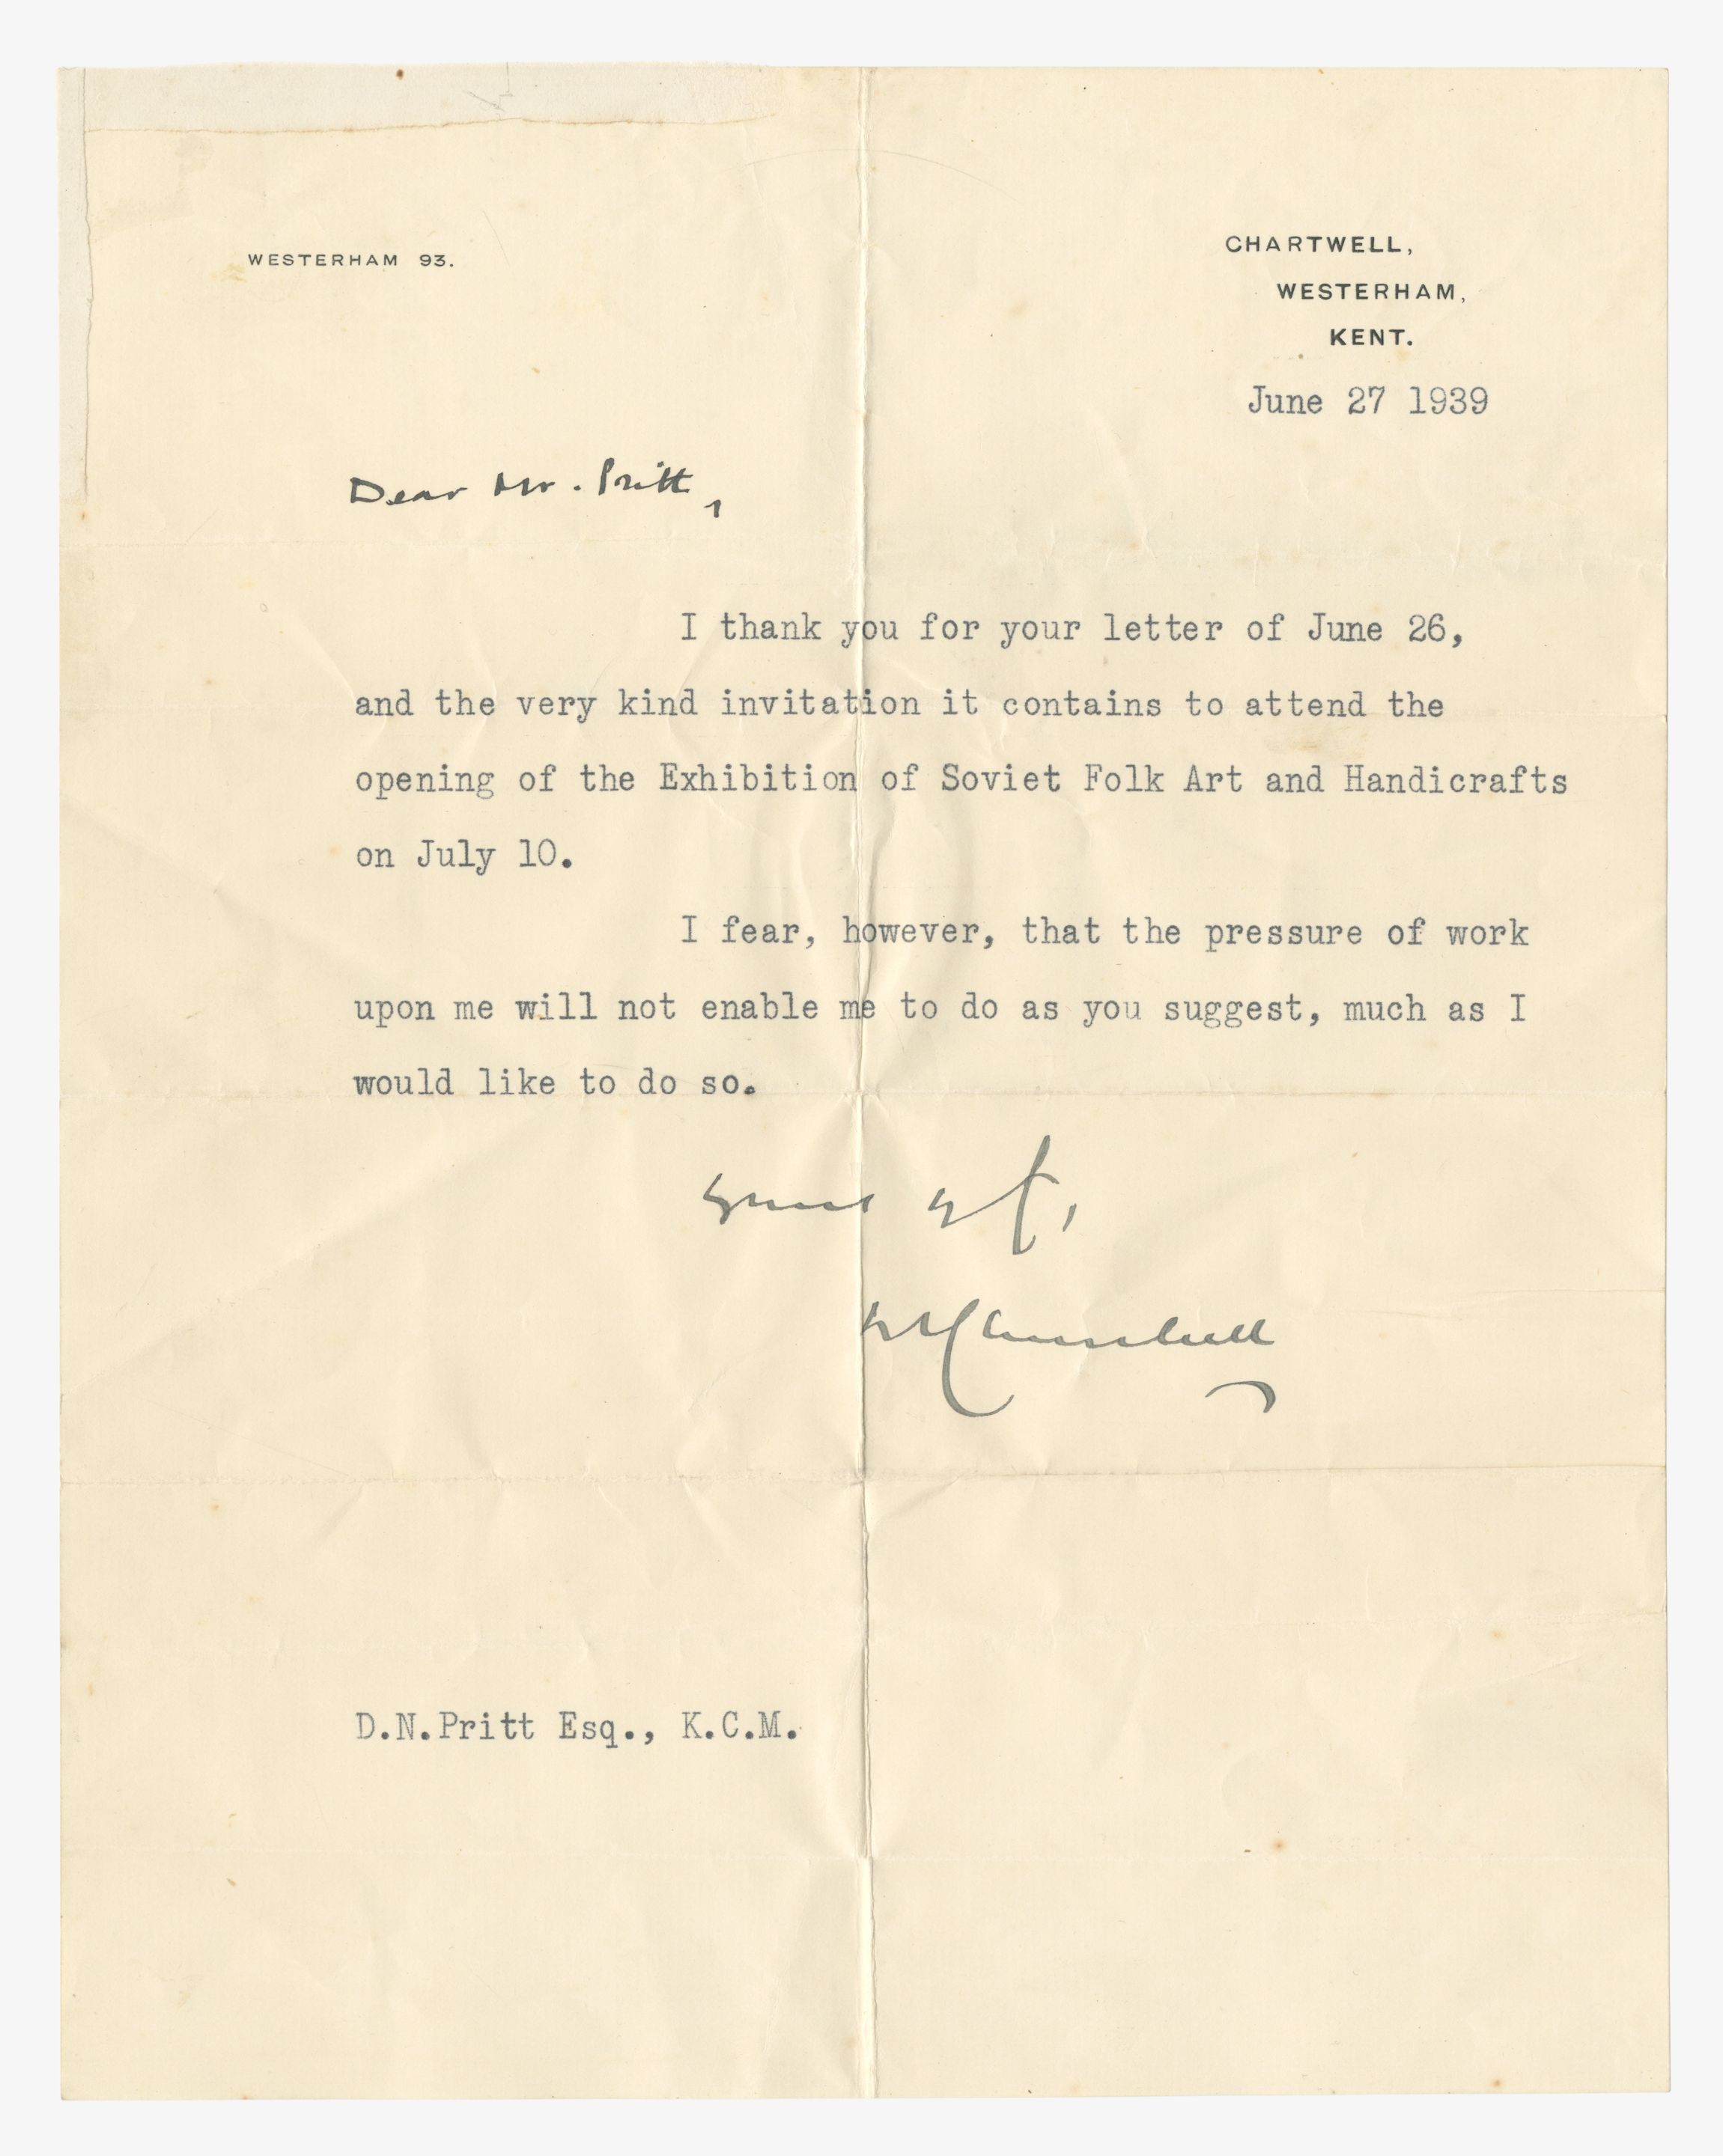 WESTERHAM 93.
CHARTWELL,
WESTERHAM,
KENT.
June 27 1939
Dear Mr. Pritt,
I thank you for your letter of June 26,
and the very kind invitation it contains to attend the
opening of the Exhibition of Soviet Folk Art and Handicrafts
on July 10.
I fear, however, that the pressure of work
upon me will not enable me to do as you suggest, much as I
would like to do so.
Yours
D.N.Pritt Esq., K.C.M.